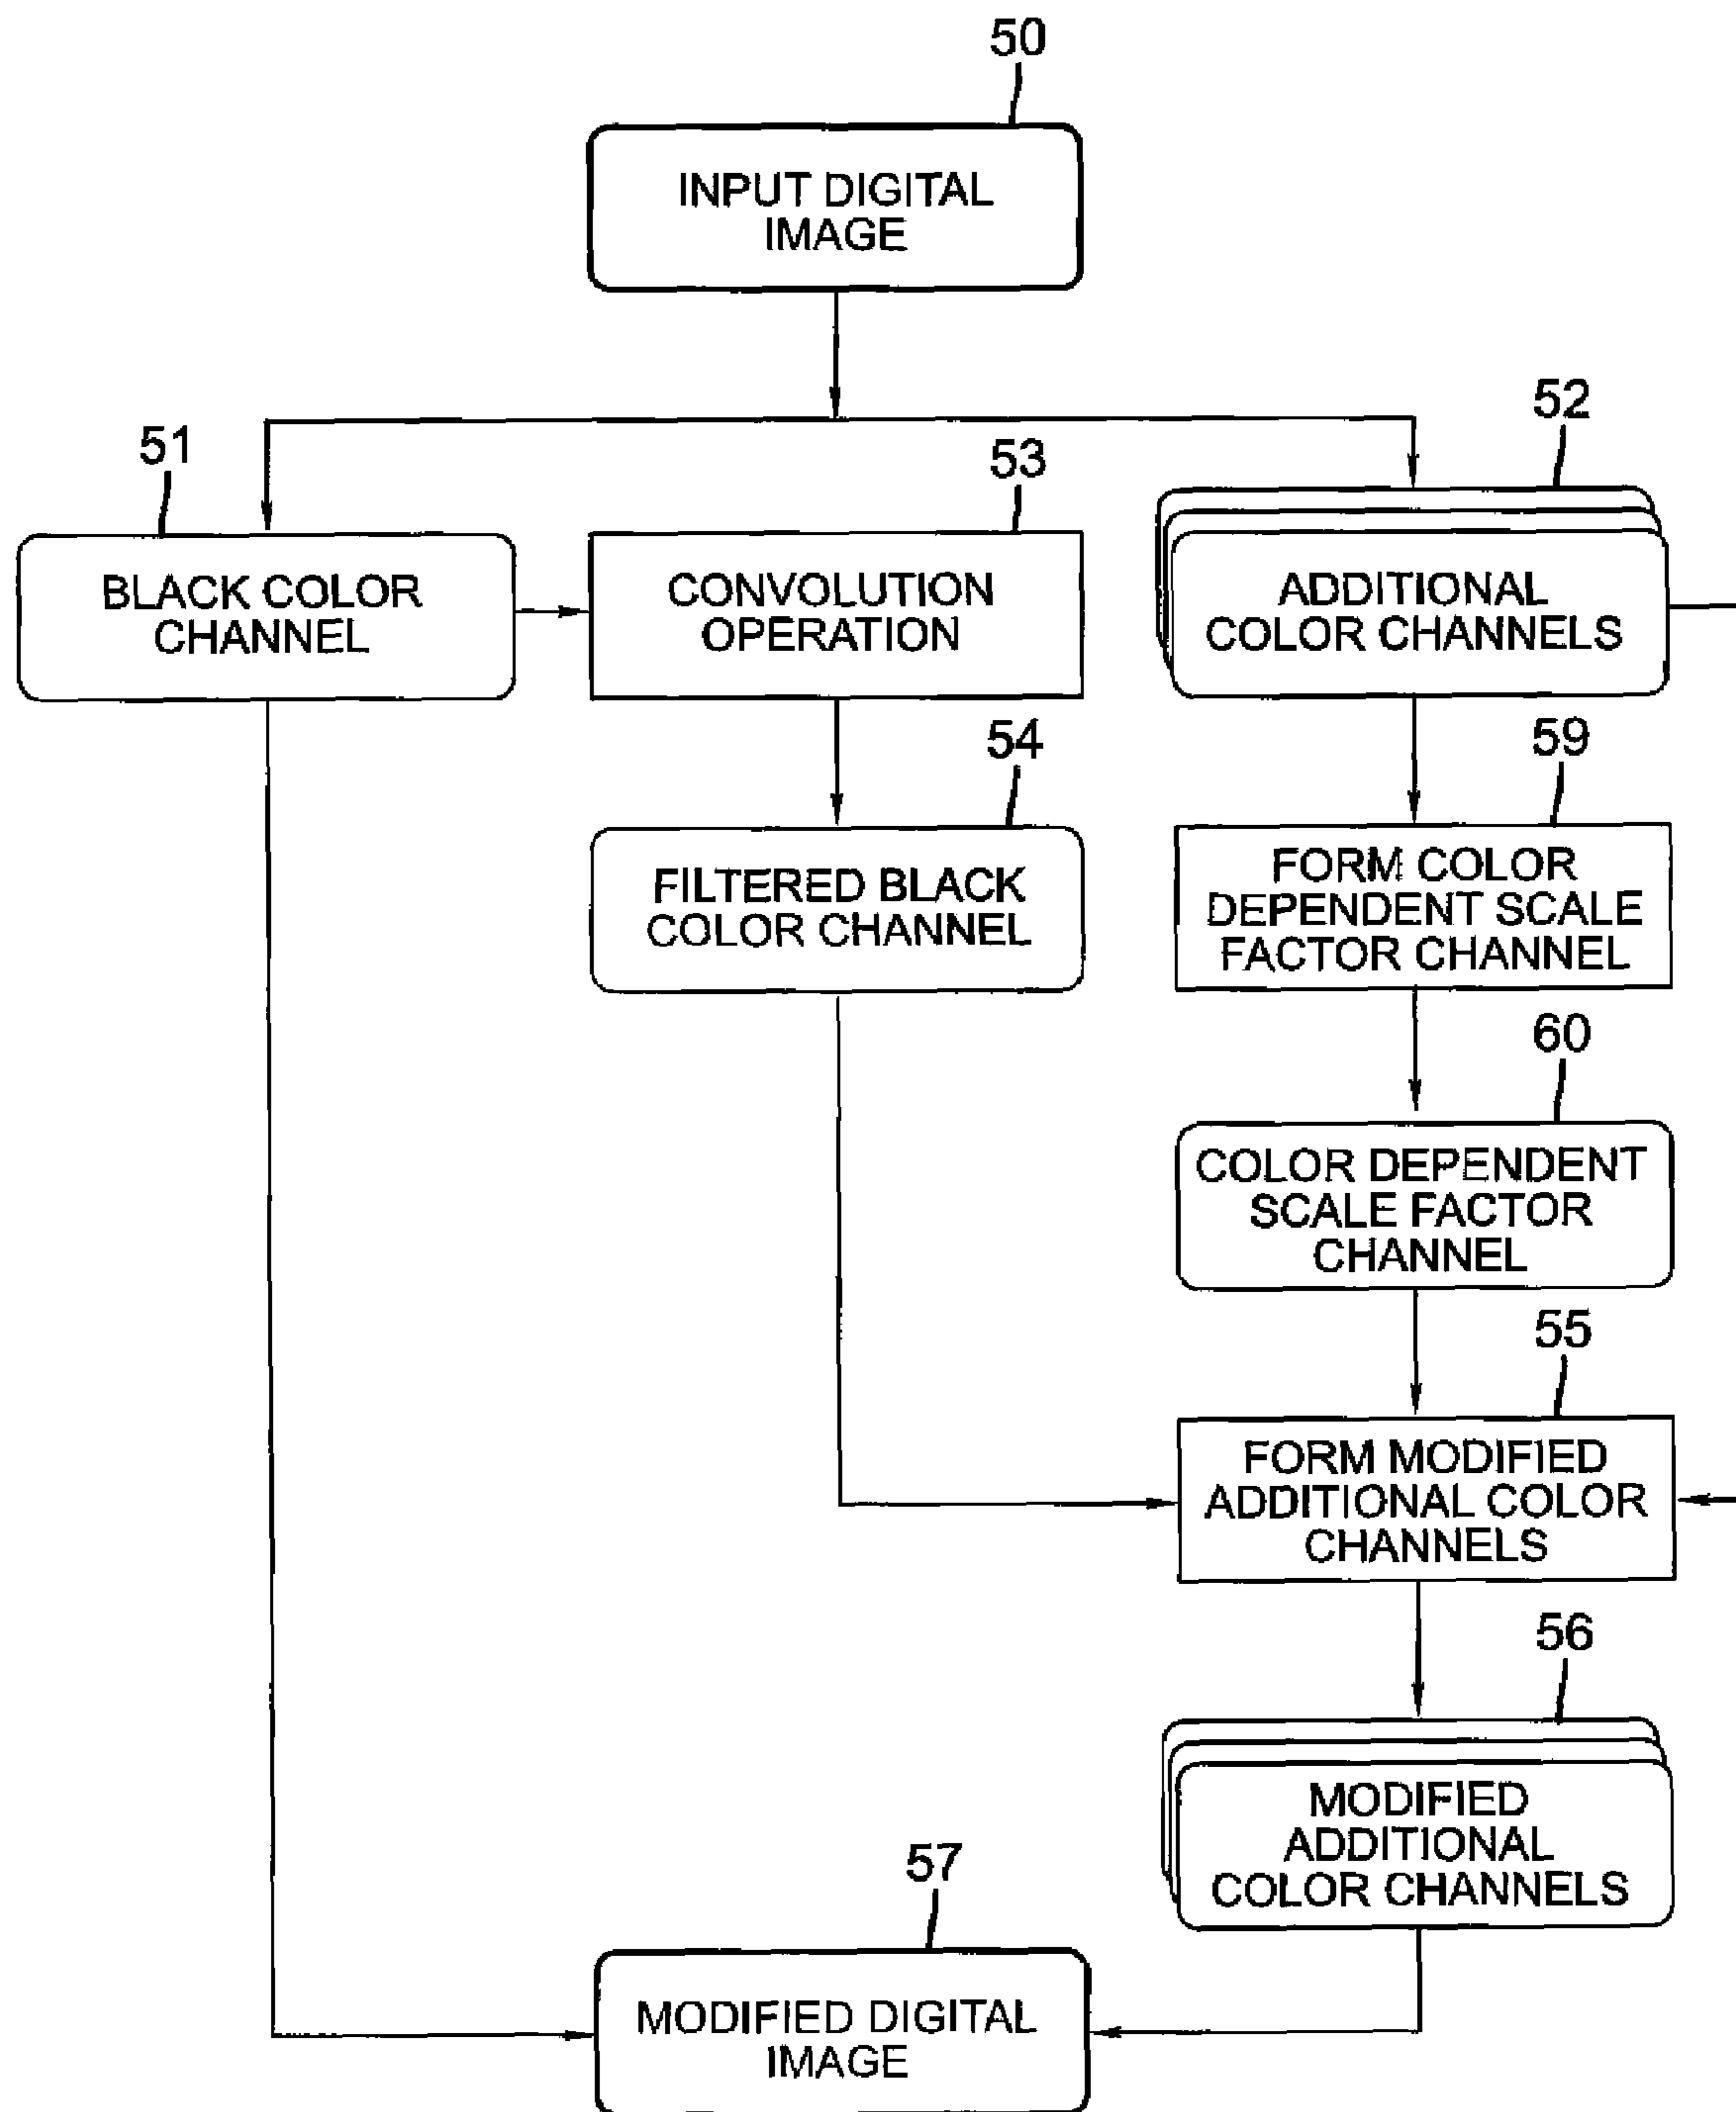 50
INPUT DIGITAL
IMAGE
51
BLACK COLOR
CHANNEL
53
CONVOLUTION
OPERATION
52
ADDITIONAL
COLOR CHANNELS
54
FILTERED BLACK
COLOR CHANNEL
59
FORM COLOR
DEPENDENT SCALE
FACTOR CHANNEL
60
COLOR DEPENDENT
SCALE FACTOR
CHANNEL
55
FORM MODIFIED
ADDITIONAL COLOR
CHANNELS
56
MODIFIED
ADDITIONAL
COLOR CHANNELS
57
MODIFIED DIGITAL
IMAGE